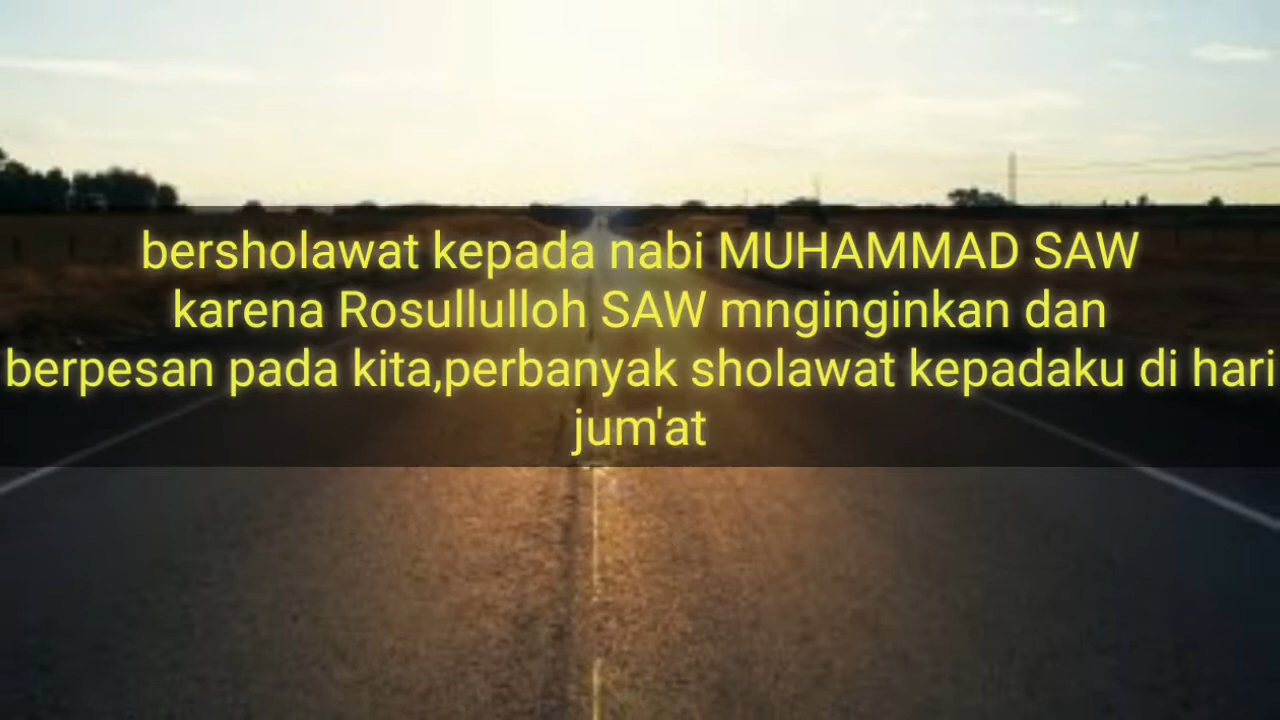 bersholawat kepada nabi MUHAMMAD SAW
karena Rosullulloh SAW mnginginkan dan
berpesan pada kita,perbanyak sholawat kepadaku di hari
jum'at